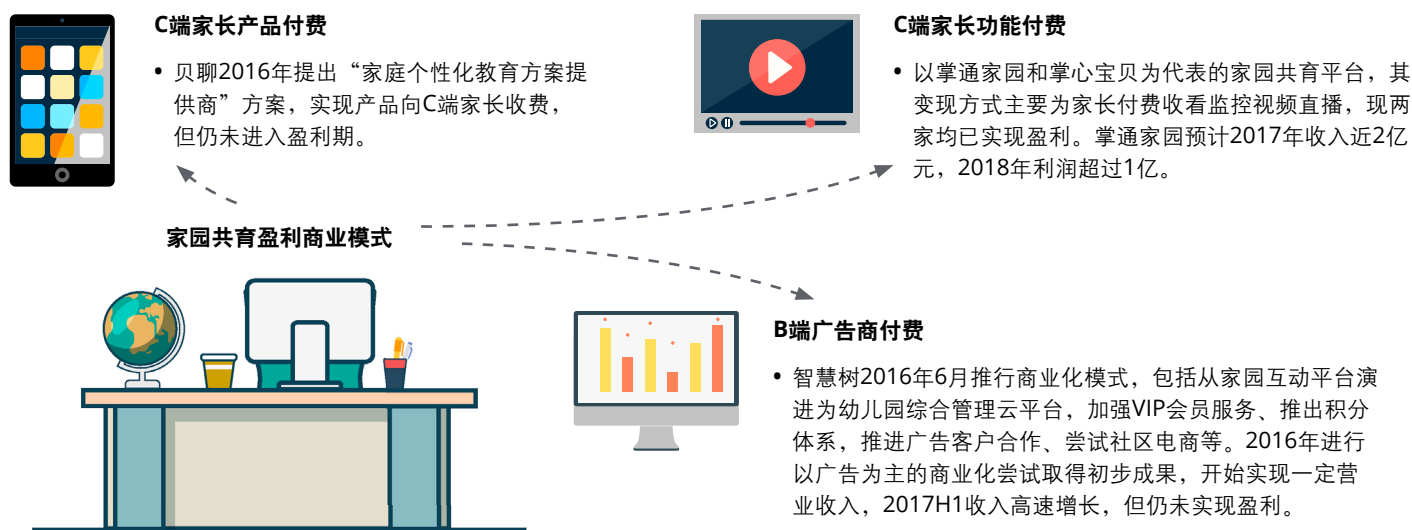 C端家长产品付费
• 贝聊2016年提出“家庭个性化教育方案提
供商”方案，实现产品向C端家长收费，
但仍未进入盈利期。
C端家长功能付费
• 以掌通家园和掌心宝贝为代表的家园共育平台，其
变现方式主要为家长付费收看监控视频直播，现两
家均已实现盈利。掌通家园预计2017年收入近2亿
元，2018年利润超过1亿。
家园共育盈利商业模式
B端广告商付费
• 智慧树2016年6月推行商业化模式，包括从家园互动平台演
进为幼儿园综合管理云平台，加强VIP会员服务、推出积分
体系，推进广告客户合作、尝试社区电商等。2016年进行
以广告为主的商业化尝试取得初步成果，开始实现一定营
业收入，2017H1收入高速增长，但仍未实现盈利。